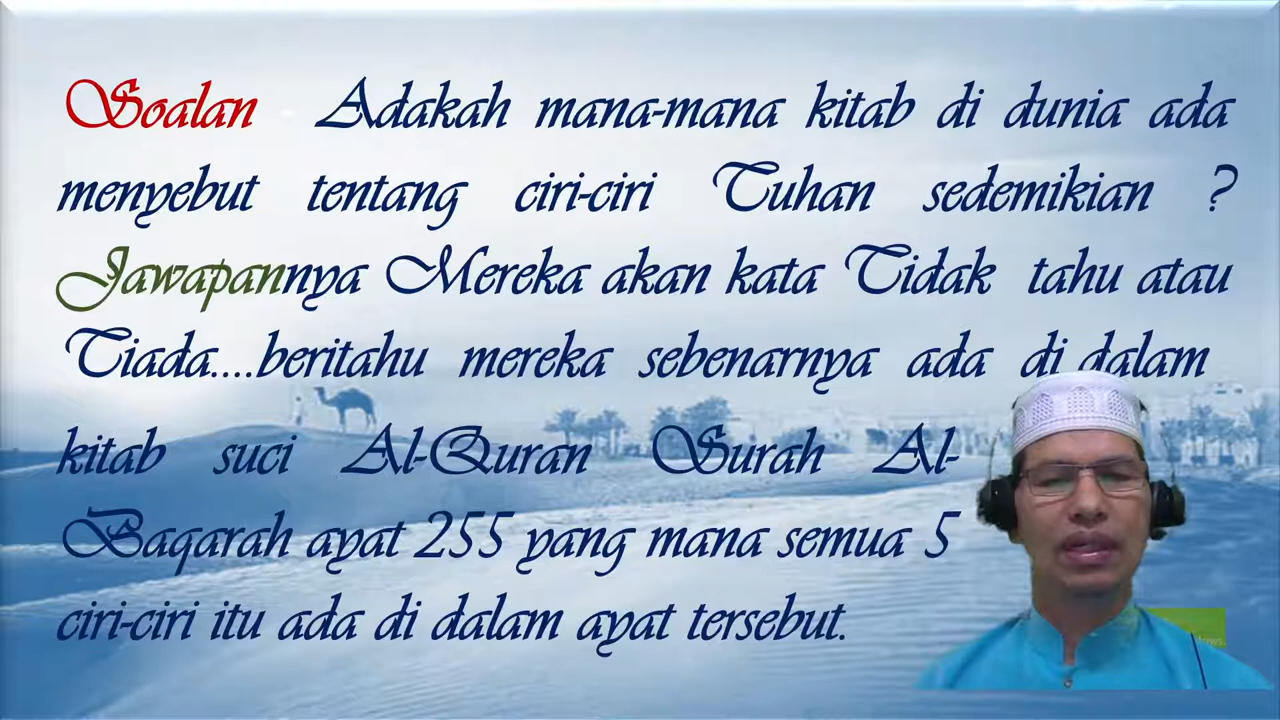 Soalan Adakah mana-mana kitab di dunia ada
menyebut tentang ciri-ciri Tuhan sedemikian ?
Jawapannya Mereka akan kata Tidak tahu atau
Tiada....beritahu mereka sebenarnya ada di dalam
kitab suci Al-Quran Surah Al-
Baqarah ayat 255 yang mana semua 5
ciri-ciri itu ada di dalam ayat tersebut.